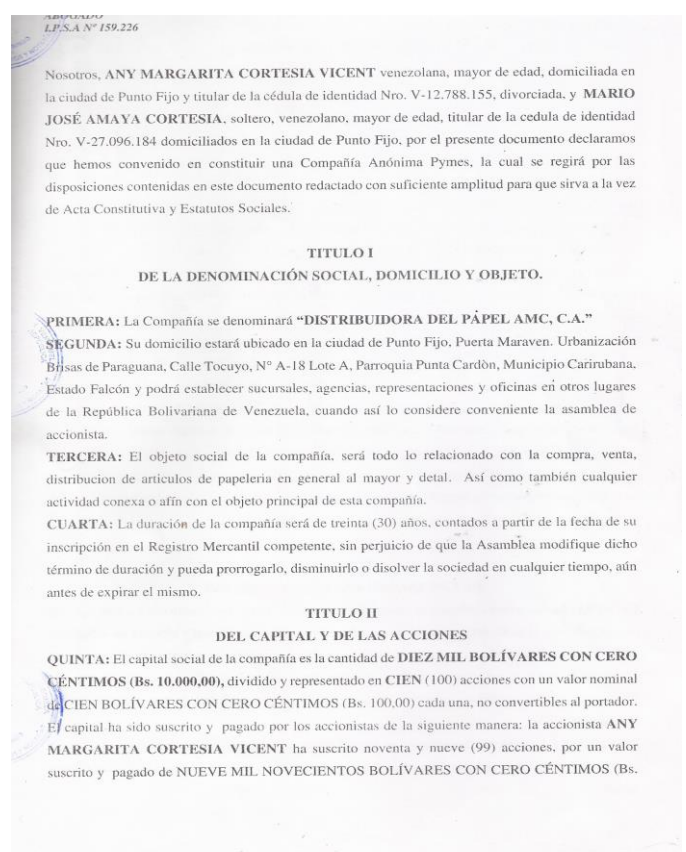 ABOGADO
I.P.S.A Nº 159.226
Nosotros, ANY MARGARITA CORTESIA VICENT venezolana, mayor de edad, domiciliada en
la ciudad de Punto Fijo y titular de la cédula de identidad Nro. V-12.788.155, divorciada, y MARIO
JOSÉ AMAYA CORTESIA, soltero, venezolano, mayor de edad, titular de la cedula de identidad
Nro. V-27.096.184 domiciliados en la ciudad de Punto Fijo, por el presente documento declaramos
que hemos convenido en constituir una Compañía Anónima Pymes, la cual se regirá por las
disposiciones contenidas en este documento redactado con suficiente amplitud para que sirva a la vez
de Acta Constitutiva y Estatutos Sociales.
TITULO I
DE LA DENOMINACIÓN SOCIAL, DOMICILIO Y OBJETO.
PRIMERA: La Compañía se denominará “DISTRIBUIDORA DEL PAPEL AMC, C.A.”
SEGUNDA: Su domicilio estará ubicado en la ciudad de Punto Fijo, Puerta Maraven. Urbanización
Brisas de Paraguana, Calle Tocuyo, N° A-18 Lote A, Parroquia Punta Cardòn, Municipio Carirubana,
Estado Falcón y podrá establecer sucursales, agencias, representaciones y oficinas en otros lugares
de la República Bolivariana de Venezuela, cuando así lo considere conveniente la asamblea de
accionista.
TERCERA: El objeto social de la compañía, será todo lo relacionado con la compra, venta,
distribucion de articulos de papeleria en general al mayor y detal. Así como también cualquier
actividad conexa o afín con el objeto principal de esta compañía.
CUARTA: La duración de la compañía será de treinta (30) años, contados a partir de la fecha de su
inscripción en el Registro Mercantil competente, sin perjuicio de que la Asamblea modifique dicho
término de duración y pueda prorrogarlo, disminuirlo o disolver la sociedad en cualquier tiempo, aún
antes de expirar el mismo.
TITULO II
DEL CAPITAL Y DE LAS ACCIONES
QUINTA: El capital social de la compañía es la cantidad de DIEZ MIL BOLÍVARES CON CERO
CÉNTIMOS (Bs. 10.000,00), dividido y representado en CIEN (100) acciones con un valor nominal
de CIEN BOLÍVARES CON CERO CÉNTIMOS (Bs. 100,00) cada una, no convertibles al portador.
El capital ha sido suscrito y pagado por los accionistas de la siguiente manera: la accionista ANY
MARGARITA CORTESIA VICENT ha suscrito noventa y nueve (99) acciones, por un valor
suscrito y pagado de NUEVE MIL NOVECIENTOS BOLÍVARES CON CERO CÉNTIMOS (Bs.